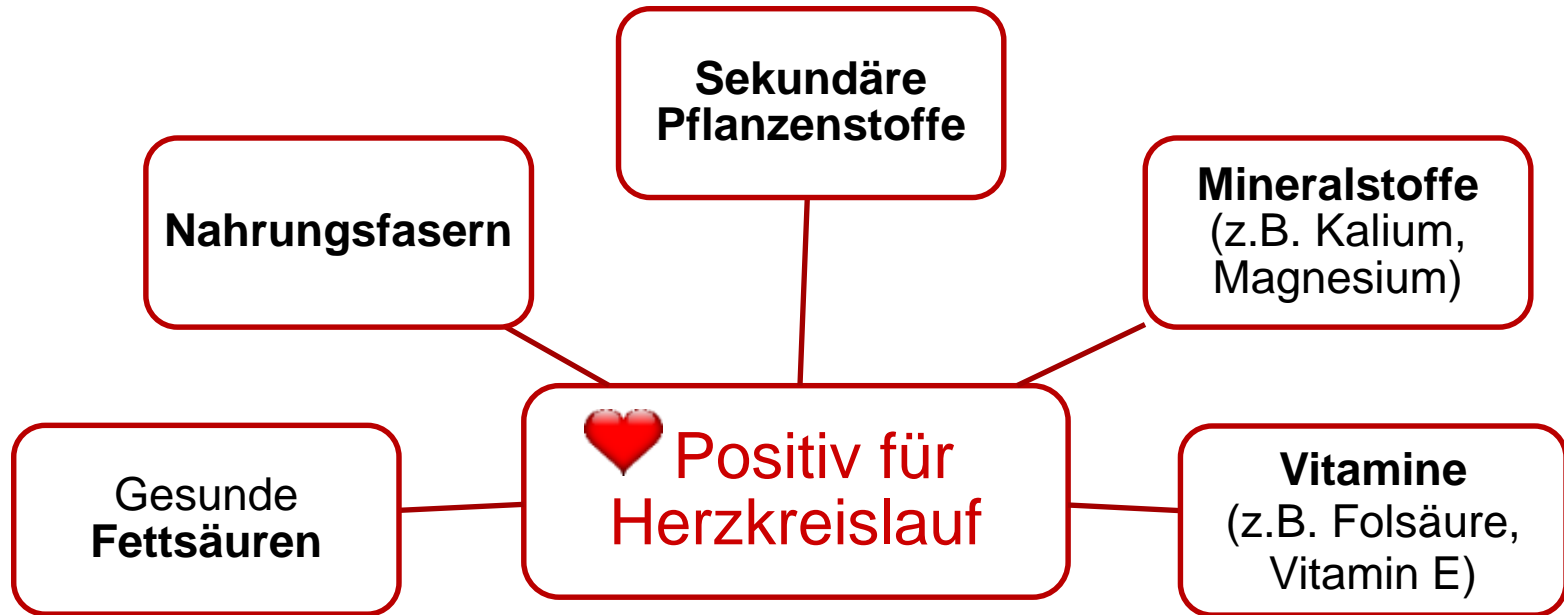 Sekundäre
Pflanzenstoffe
Nahrungsfasern
Mineralstoffe
(z.B. Kalium,
Magnesium)
Positiv für
Herzkreislauf
Gesunde
Fettsäuren
Vitamine
(z.B. Folsäure,
Vitamin E)